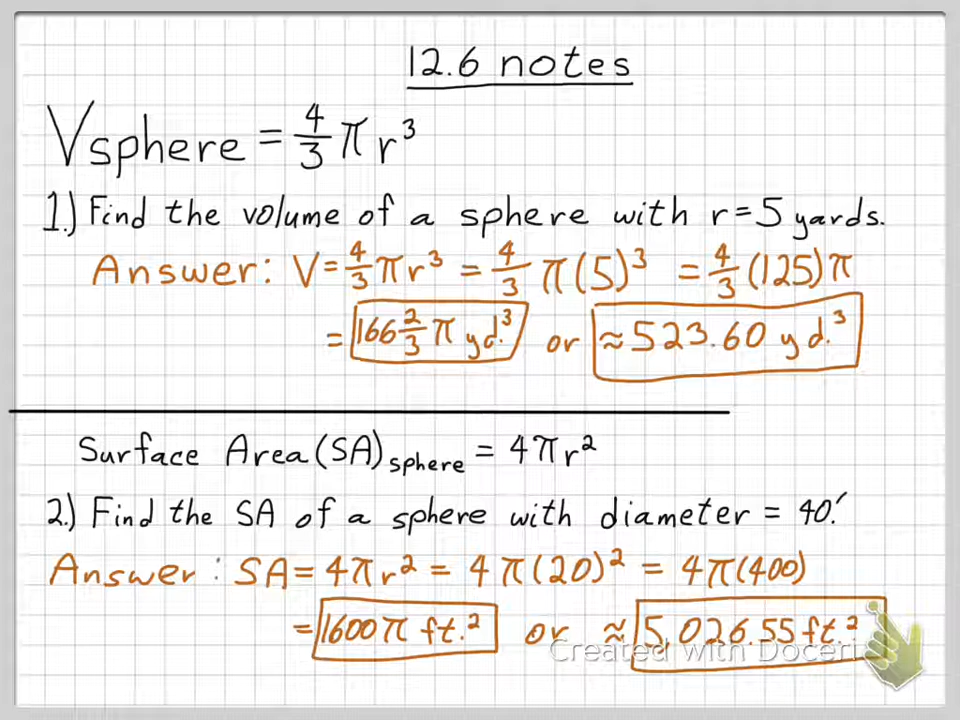 12.6 notes
Vsphere = 4/3 π r³
1.) Find the volume of a sphere with r=5 yards.
Answer: V = 4/3 πr³ = 4/3 π(5)³ = 4/3 (125)π
= 166 2/3 π yd.³ or ≈523.60 yd.³
Surface Area (SA)sphere = 4πr²
2.) Find the SA of a sphere with diameter = 40.'
Answer: SA = 4πr² = 4π(20)² = 4π(400)
= 1600π ft.² or ≈ 5,026.55 ft.²
Created with Doceri